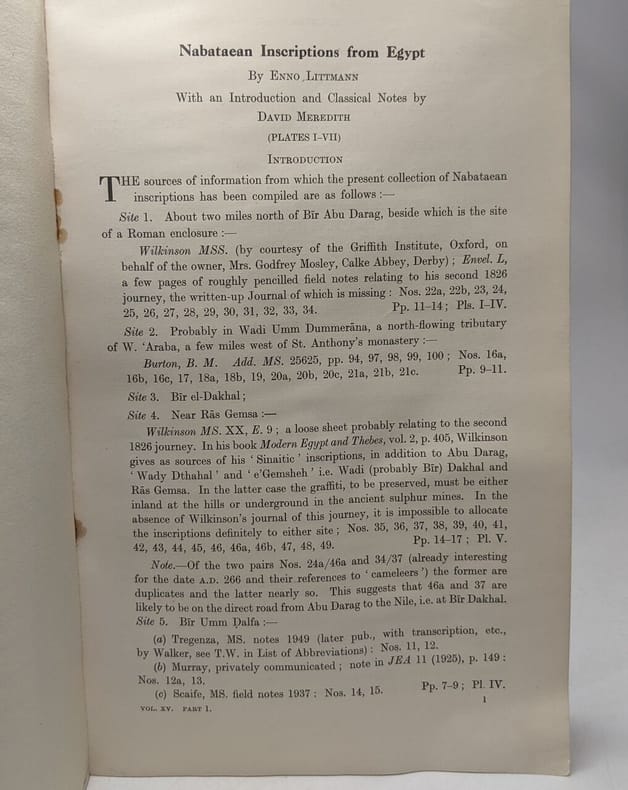 Nabataean Inscriptions from Egypt
By Enno Littmann
With an Introduction and Classical Notes by
David Meredith
(PLATES I–VII)
Introduction
THE sources of information from which the present collection of Nabataean
inscriptions has been compiled are as follows :—
Site 1. About two miles north of Bīr Abu Darag, beside which is the site
of a Roman enclosure :—
Wilkinson MSS. (by courtesy of the Griffith Institute, Oxford, on
behalf of the owner, Mrs. Godfrey Mosley, Calke Abbey, Derby) ; Envel. L,
a few pages of roughly pencilled field notes relating to his second 1826
journey, the written-up Journal of which is missing : Nos. 22a, 22b, 23, 24,
25, 26, 27, 28, 29, 30, 31, 32, 33, 34. Pp. 11–14 ; Pls. I–IV.
Site 2. Probably in Wadi Umm Dummerāna, a north-flowing tributary
of W. ‘Araba, a few miles west of St. Anthony's monastery :—
Burton, B. M. Add. MS. 25625, pp. 94, 97, 98, 99, 100 ; Nos. 16a,
16b, 16c, 17, 18a, 18b, 19, 20a, 20b, 20c, 21a, 21b, 21c. Pp. 9–11.
Site 3. Bīr el-Dakhal ;
Site 4. Near Rās Gemsa :—
Wilkinson MS. XX, E. 9 ; a loose sheet probably relating to the second
1826 journey. In his book Modern Egypt and Thebes, vol. 2, p. 405, Wilkinson
gives as sources of his ‘ Sinaitic ’ inscriptions, in addition to Abu Darag,
‘ Wady Dthahal ’ and ‘ e'Gemsheh ’ i.e. Wadi (probably Bīr) Dakhal and
Rās Gemsa. In the latter case the graffiti, to be preserved, must be either
inland at the hills or underground in the ancient sulphur mines. In the
absence of Wilkinson's journal of this journey, it is impossible to allocate
the inscriptions definitely to either site ; Nos. 35, 36, 37, 38, 39, 40, 41,
42, 43, 44, 45, 46, 46a, 46b, 47, 48, 49. Pp. 14–17 ; Pl. V.
Note.—Of the two pairs Nos. 24a/46a and 34/37 (already interesting
for the date A.D. 266 and their references to ‘ cameleers ’) the former are
duplicates and the latter nearly so. This suggests that 46a and 37 are
likely to be on the direct road from Abu Darag to the Nile, i.e. at Bīr Dakhal.
Site 5. Bīr Umm Ḍalfa :—
(a) Tregenza, MS. notes 1949 (later pub., with transcription, etc.,
by Walker, see T.W. in List of Abbreviations) : Nos. 11, 12.
(b) Murray, privately communicated ; note in JEA 11 (1925), p. 149 :
Nos. 12a, 13.
(c) Scaife, MS. field notes 1937 : Nos. 14, 15. Pp. 7–9 ; Pl. IV.
VOL. XV. PART 1. 1